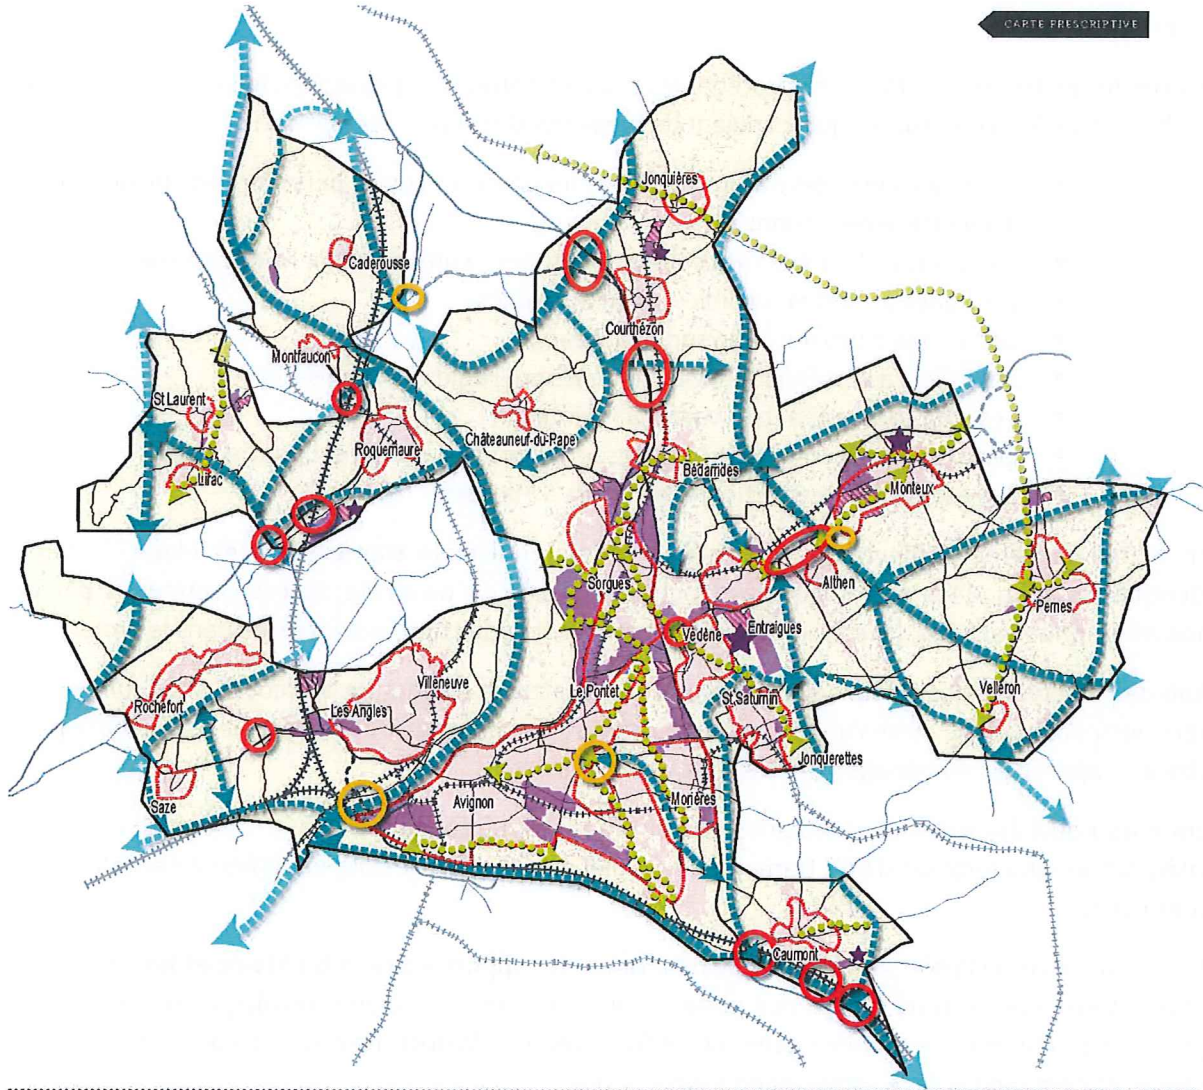 CARTE PRESCRIPTIVE
Jonquières
Caderousse
Courthézon
Montfaucon
St Laurent
Châteauneuf-du-Pape
Roquemaure
Bédarrides
Lirac
Monteux
Sorgues
Althen
Pernes
Vedène
Entraigues
Villeneuve
Le Pontet
Velleron
Rochefort
Les Angles
St Saturnin
Jonquerettes
Saze
Avignon
Morières
Caumont